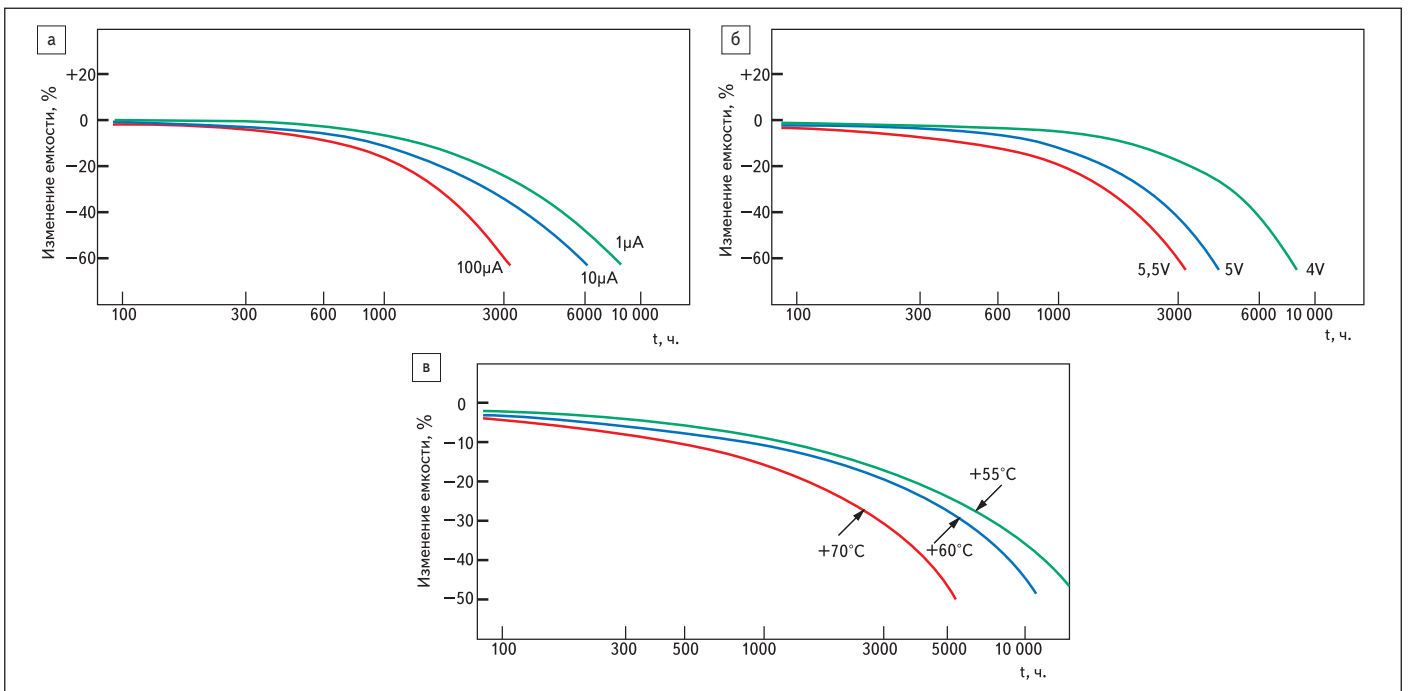 а
Изменение емкости, %
+20
0
−20
−40
−60
100µA
10µA
1µA
100 300 600 1000 3000 6000 10 000
t, ч.
б
Изменение емкости, %
+20
0
−20
−40
−60
5,5V 5V 4V
100 300 600 1000 3000 6000 10 000
t, ч.
в
Изменение емкости, %
0
−10
−20
−30
−40
−50
+55°C
+70°C
+60°C
100 300 500 1000 3000 5000 10 000
t, ч.